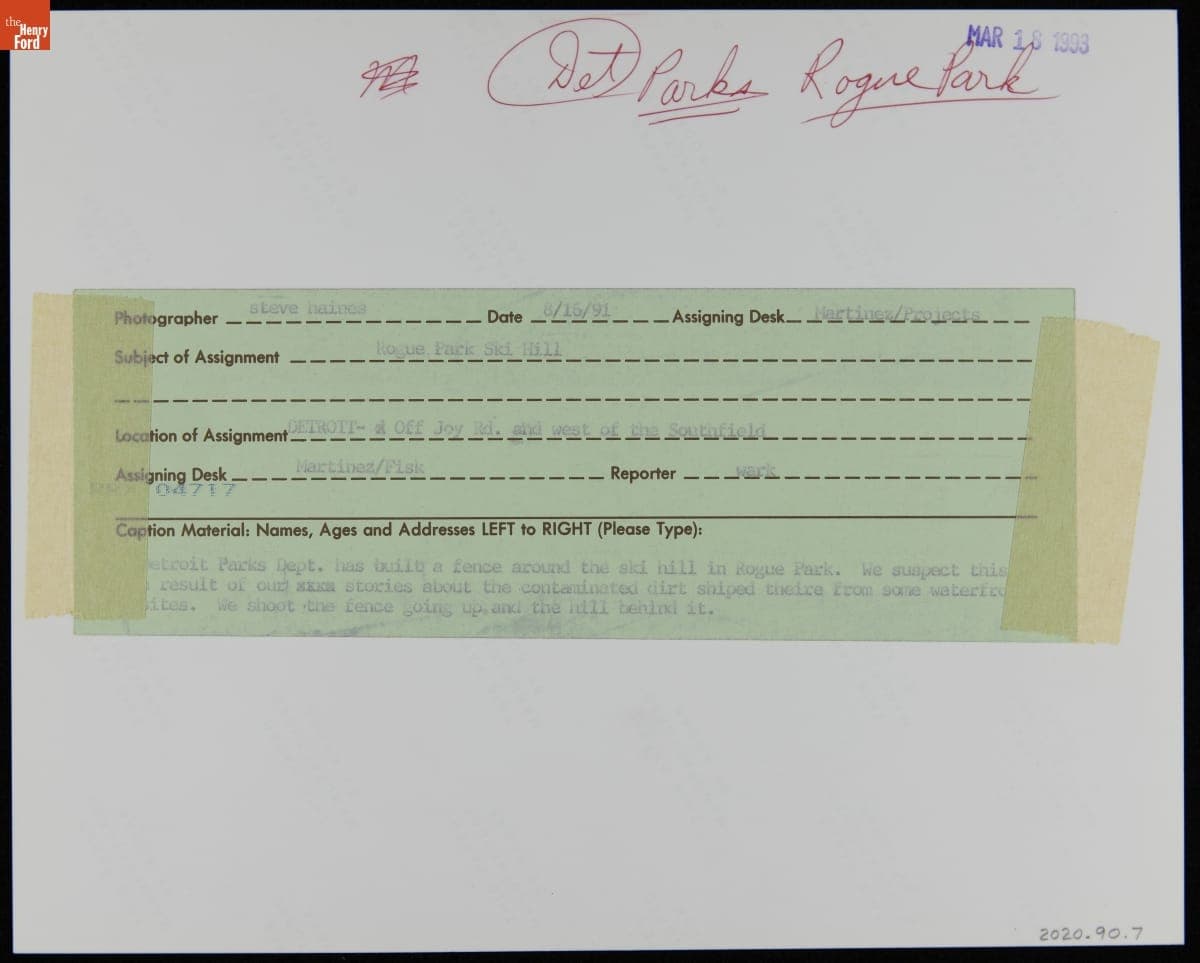 the Henry Ford
MAR 18 1993
Det Parks Rogue Park
Photographer steve haines Date 8/16/91 Assigning Desk Martinez/Projects
Subject of Assignment Rogue Park Ski Hill
Location of Assignment DETROIT- d Off Joy Rd. and west of the Southfield
Assigning Desk Martinez/Fisk Reporter wark
04717
Caption Material: Names, Ages and Addresses LEFT to RIGHT (Please Type):
etroit Parks Dept. has built a fence around the ski hill in Rogue Park. We suspect this
result of our xxxx stories about the contaminated dirt shiped theire from some waterfro
ites. We shoot the fence going up and the hill behind it.
2020.90.7